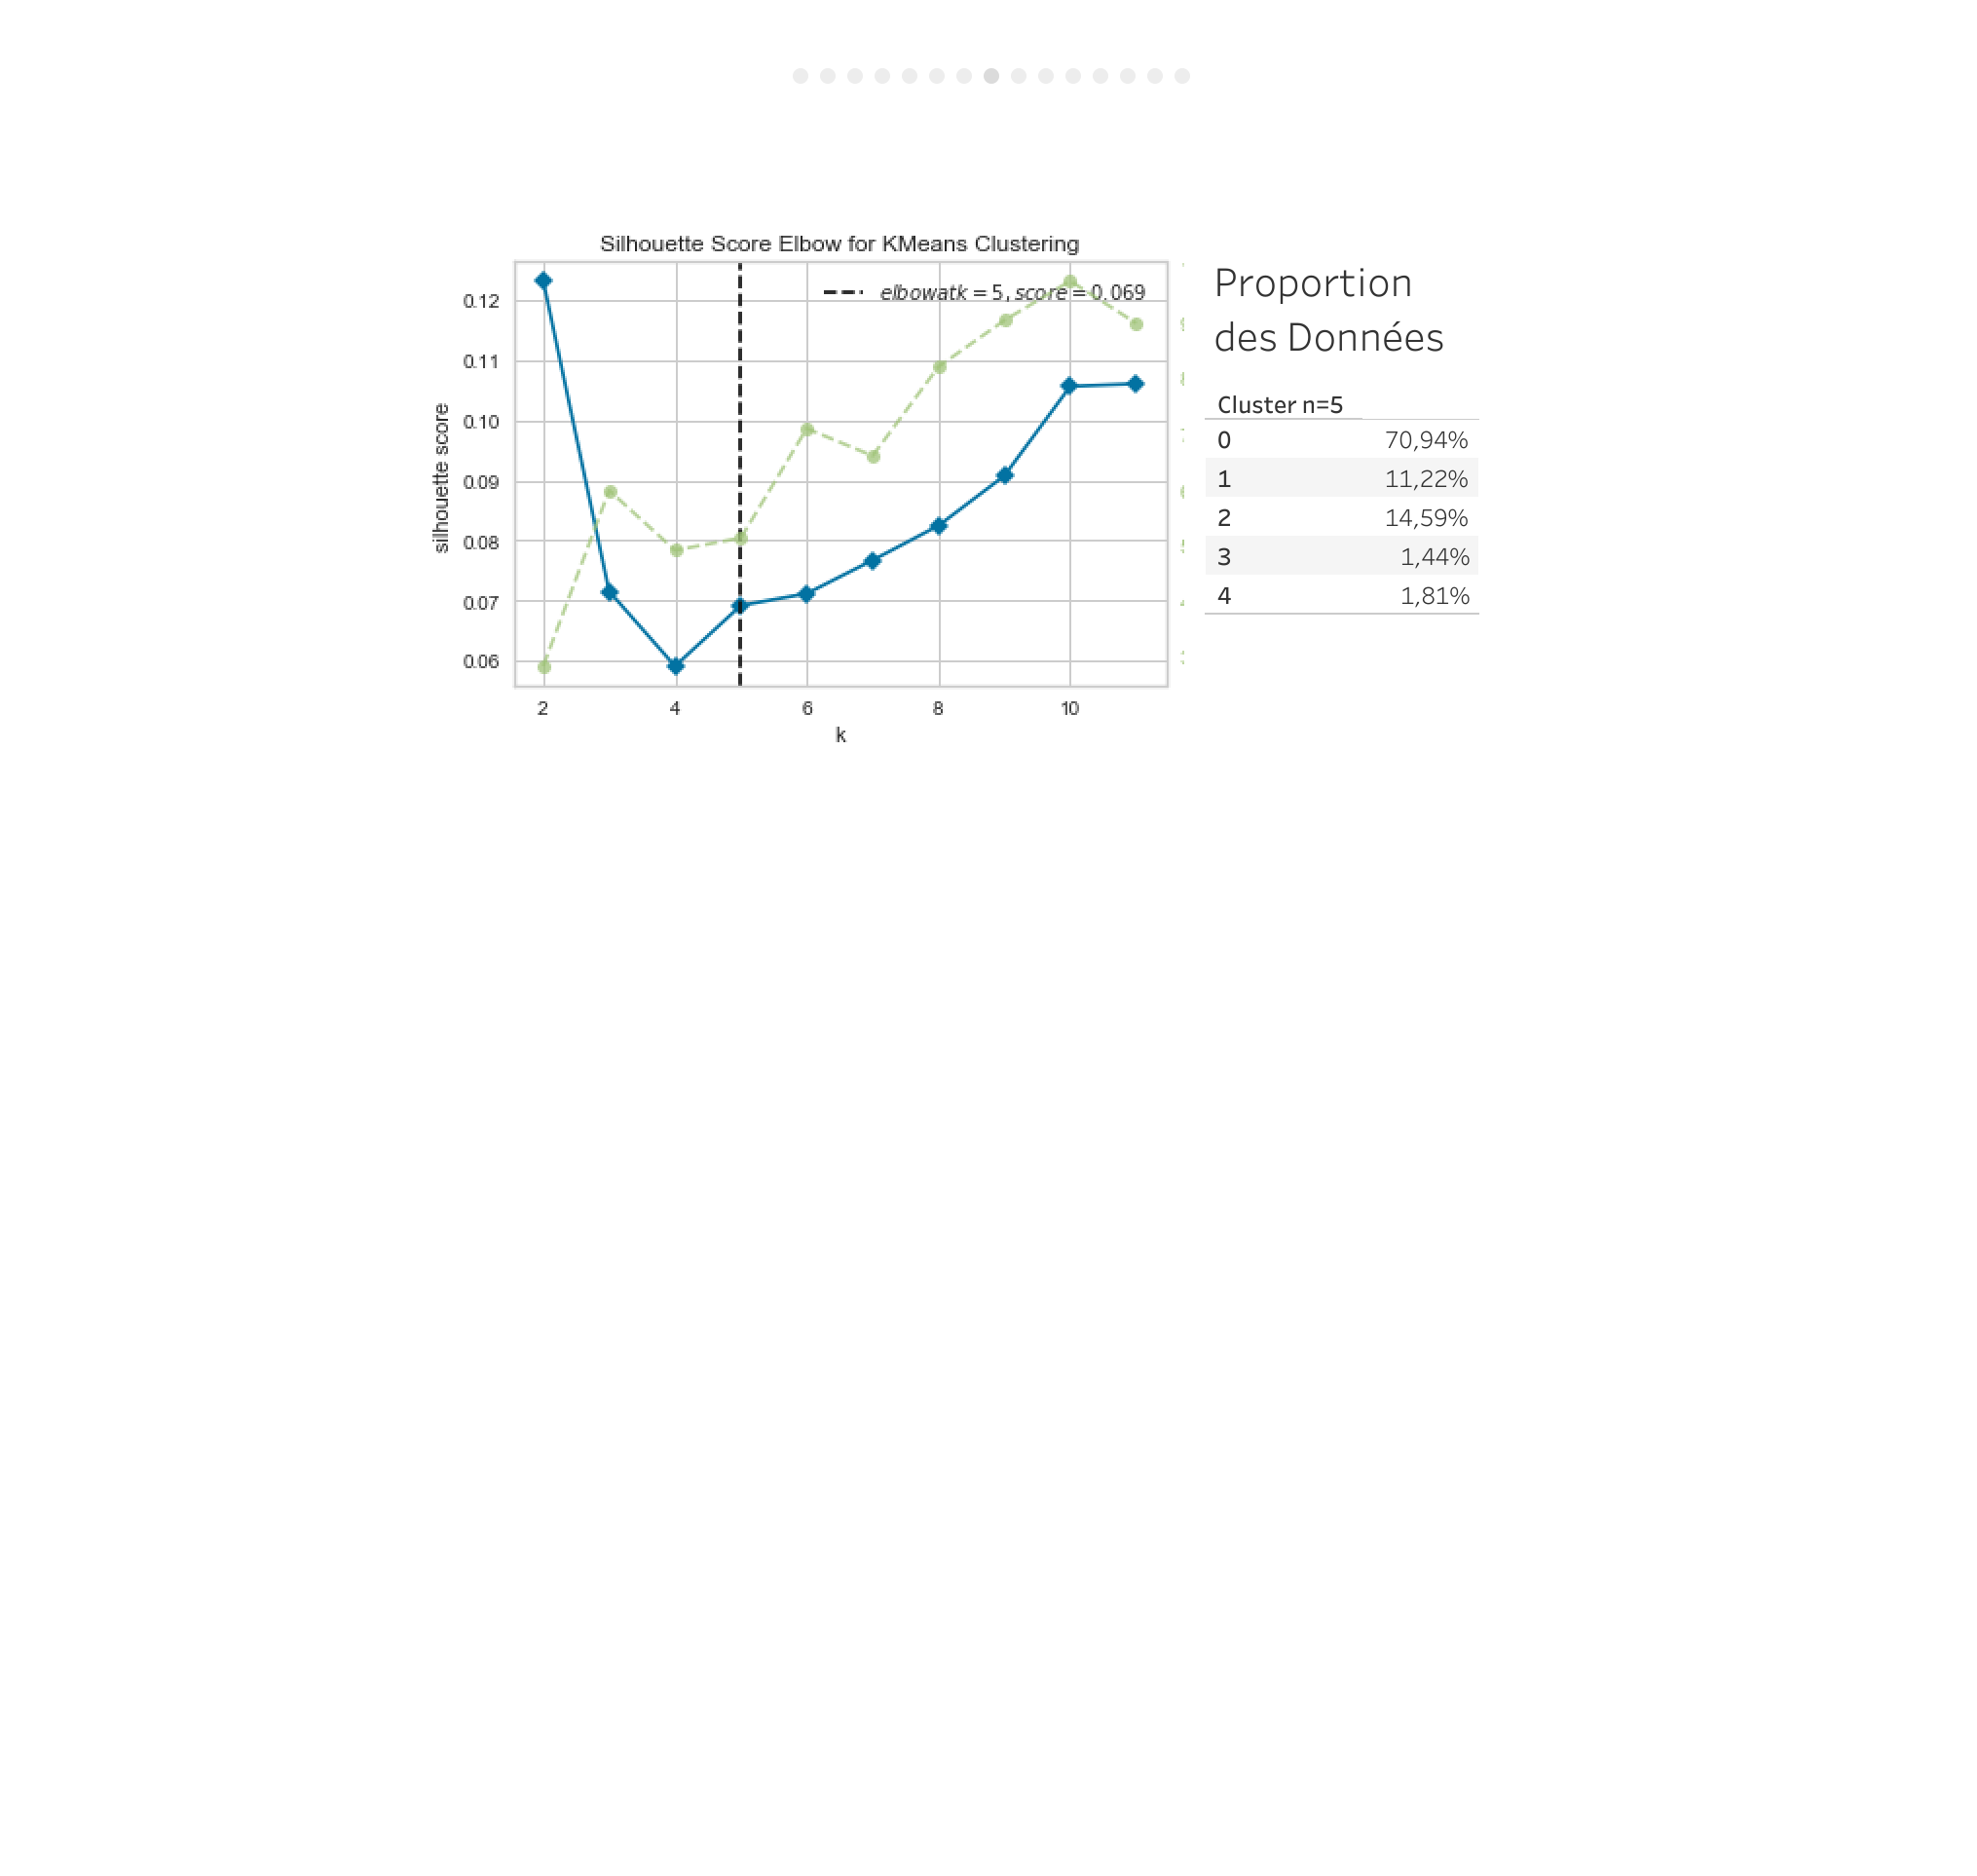 Silhouette Score Elbow for KMeans Clustering
elbowatk = 5, score = 0.069
0.12
0.11
0.10
0.09
0.08
0.07
0.06
silhouette score
2 4 6 8 10
k
Proportion
des Données
Cluster n=5
0 70,94%
1 11,22%
2 14,59%
3 1,44%
4 1,81%